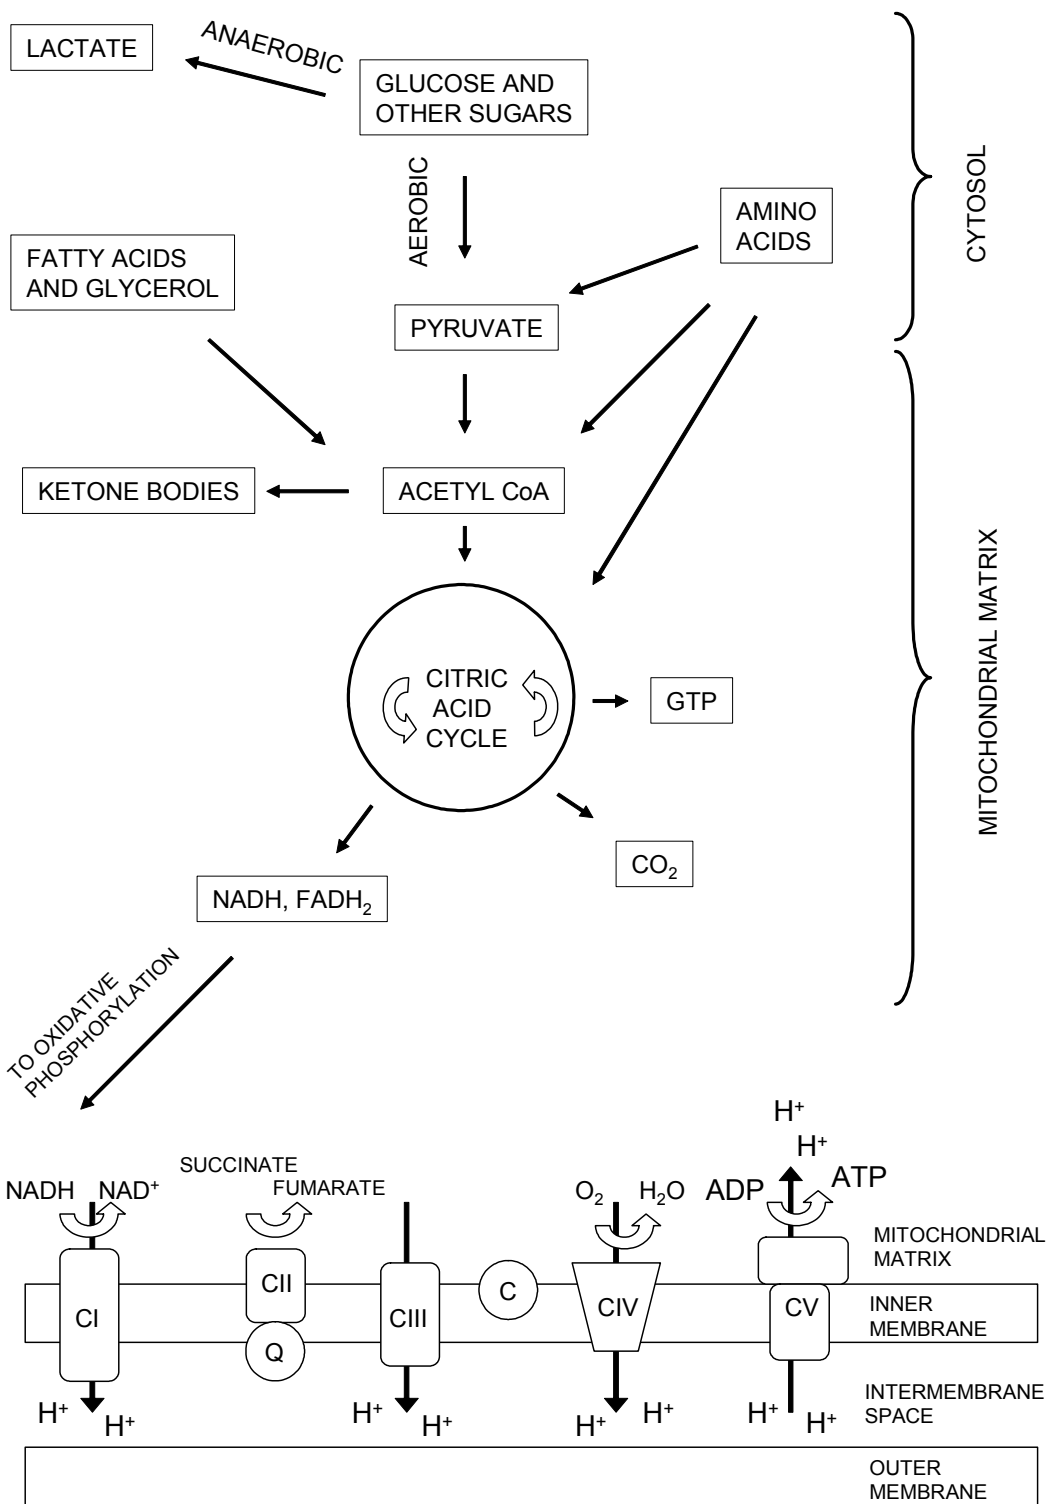 LACTATE
ANAEROBIC
GLUCOSE AND
OTHER SUGARS
AEROBIC
AMINO
ACIDS
CYTOSOL
FATTY ACIDS
AND GLYCEROL
PYRUVATE
KETONE BODIES
ACETYL CoA
MITOCHONDRIAL MATRIX
CITRIC
ACID
CYCLE
GTP
CO₂
NADH, FADH₂
TO OXIDATIVE
PHOSPHORYLATION
H⁺
H⁺
NADH
NAD⁺
SUCCINATE
FUMARATE
O₂
H₂O
ADP
ATP
MITOCHONDRIAL
MATRIX
CI
CII
Q
CIII
C
CIV
CV
INNER
MEMBRANE
H⁺
H⁺
H⁺
H⁺
H⁺
H⁺
H⁺
H⁺
INTERMEMBRANE
SPACE
OUTER
MEMBRANE